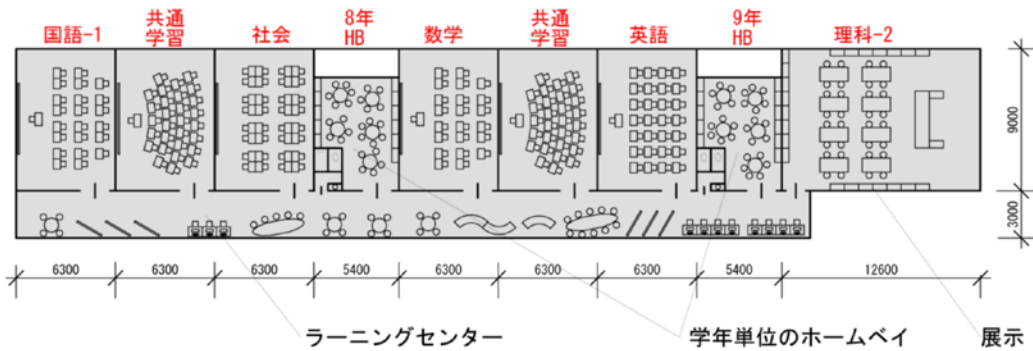 国語-1
共通
学習
社会
8年
HB
数学
共通
学習
英語
9年
HB
理科-2
9000
3000
6300
6300
6300
5400
6300
6300
6300
5400
12600
ラーニングセンター
学年単位のホームベイ
展示